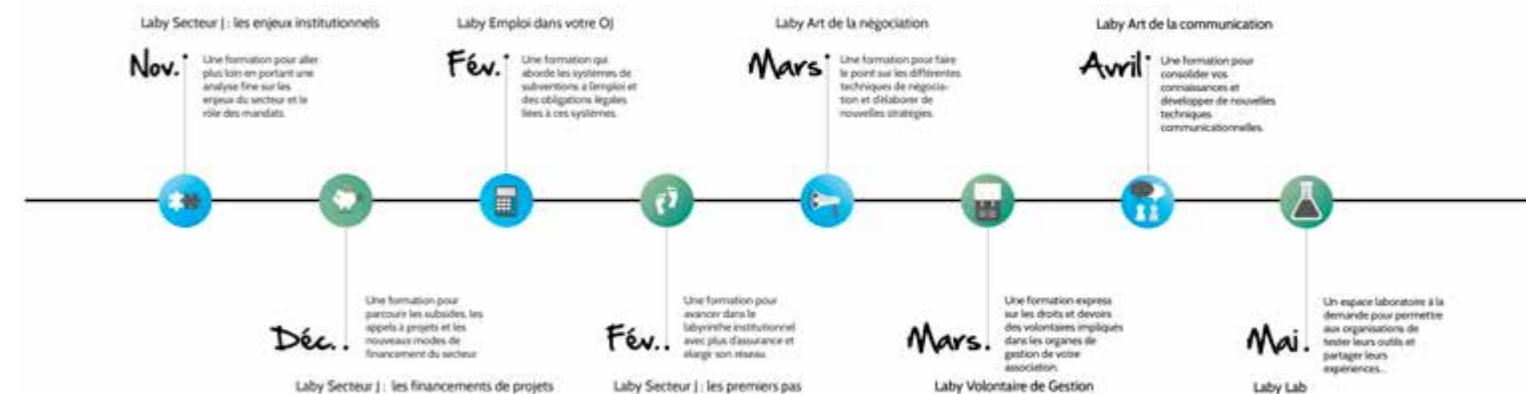 Laby Secteur J : les enjeux institutionnels
Nov.
Une formation pour aller
plus loin en portant une
analyse fine sur les
enjeux du secteur et le
rôle des mandats.
Laby Emploi dans votre OJ
Fév.
Une formation qui
aborde les systèmes de
subventions à l'emploi et
des obligations légales
liées à ces systèmes.
Laby Art de la négociation
Mars
Une formation pour faire
le point sur les différentes
techniques de négocia-
tion et d'élaborer de
nouvelles stratégies.
Laby Art de la communication
Avril
Une formation pour
consolider vos
connaissances et
développer de nouvelles
techniques
communicationnelles.
Déc.
Une formation pour
parcourir les subsides, les
appels à projets et les
nouveaux modes de
financement du secteur
Laby Secteur J : les financements de projets
Fév.
Une formation pour
avancer dans le
labyrinthe institutionnel
avec plus d'assurance et
élargir son réseau
Laby Secteur J : les premiers pas
Mars
Une formation express
sur les droits et devoirs
des volontaires impliqués
dans les organes de
gestion de votre
association.
Laby Volontaire de Gestion
Mai
Un espace laboratoire à la
demande pour permettre
aux organisations de
tester leurs outils et
partager leurs
expériences...
Laby Lab